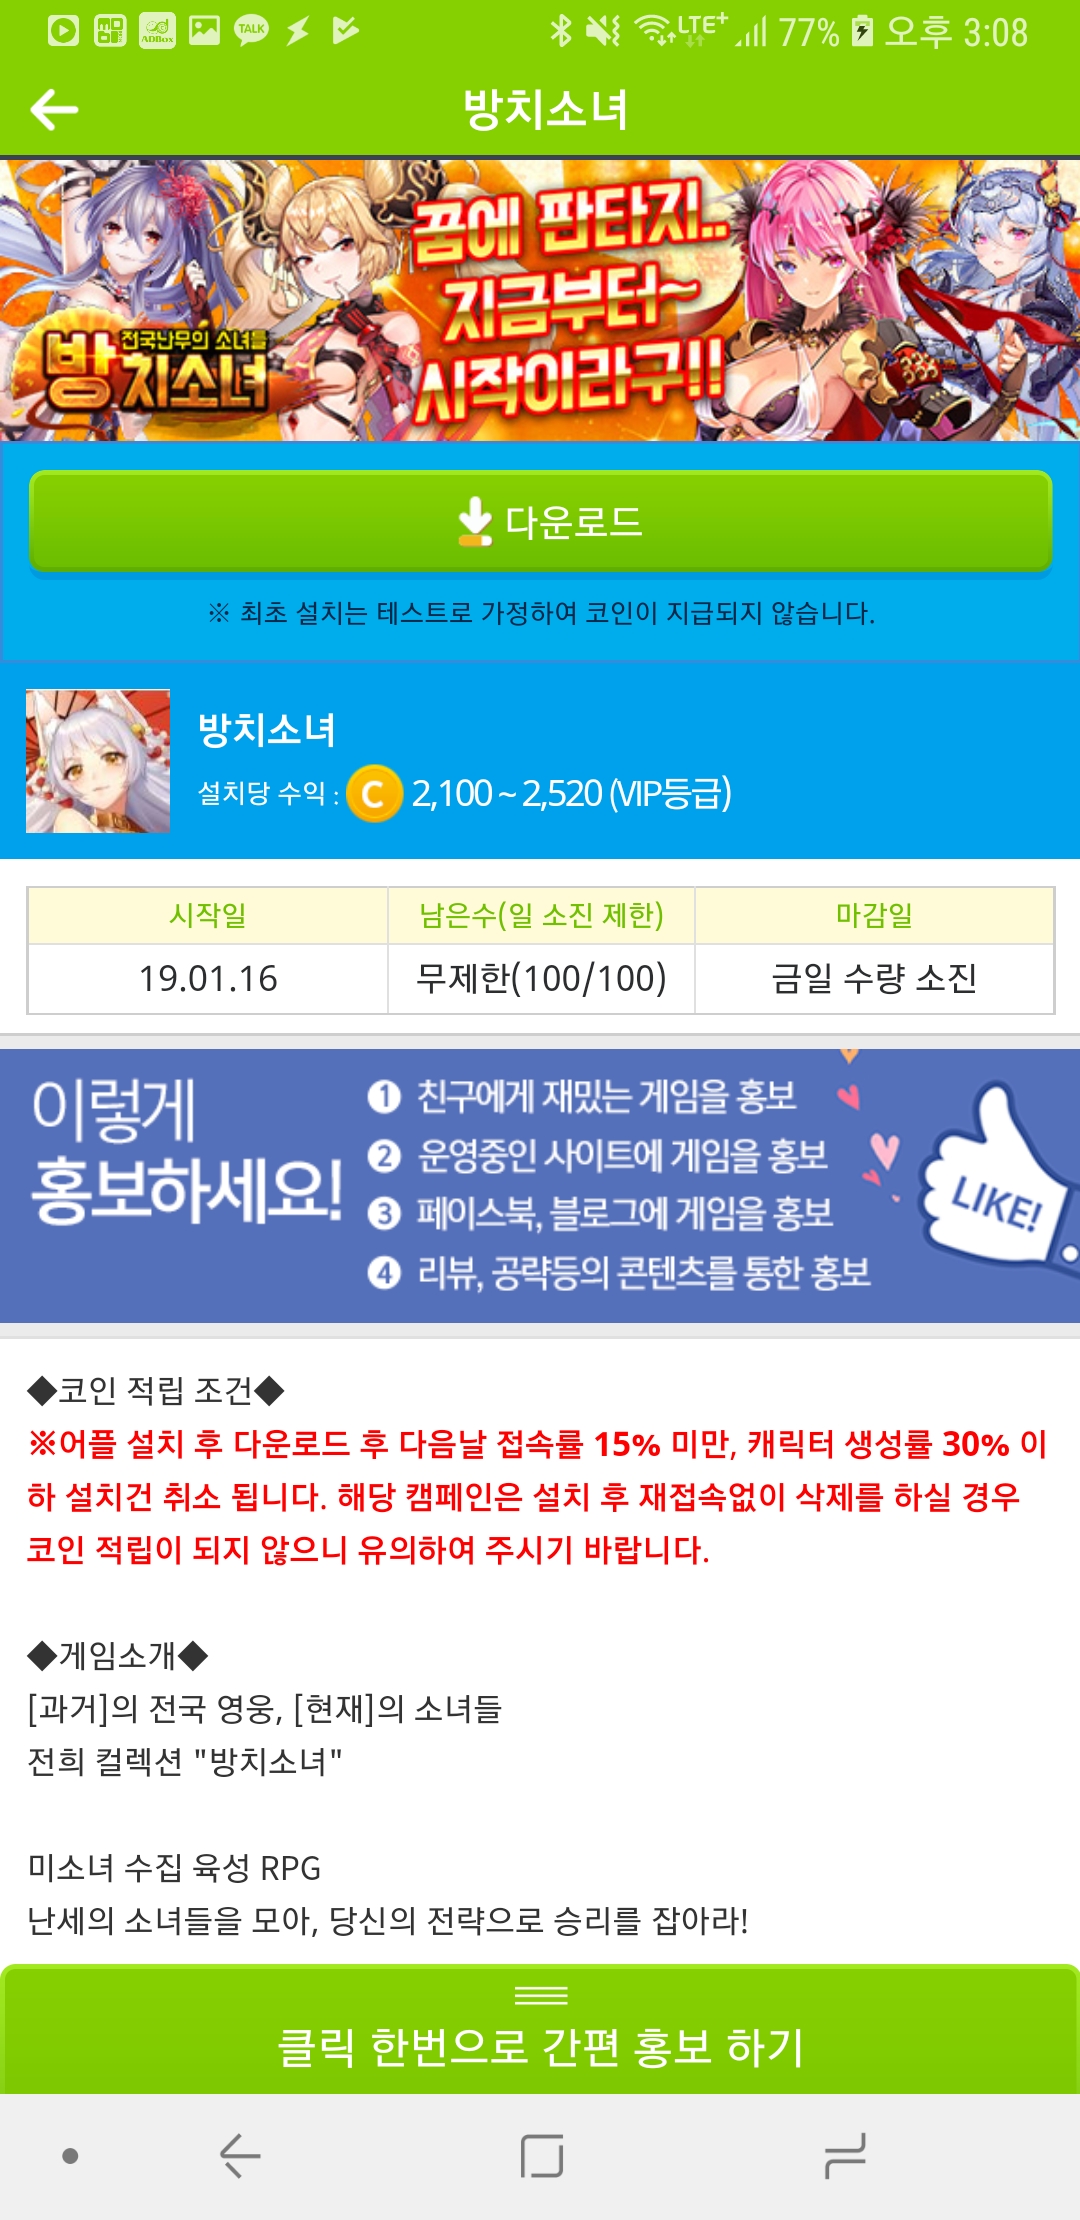 TALK LTE+ 77% 오후 3:08
방치소녀
꿈에 판타지..
지금부터~
시작이라구!!
전국난무의 소녀들
방치소녀
다운로드
※ 최초 설치는 테스트로 가정하여 코인이 지급되지 않습니다.
방치소녀
설치당 수익 : C 2,100 ~ 2,520 (VIP등급)
시작일 남은수(일 소진 제한) 마감일
19.01.16 무제한(100/100) 금일 수량 소진
이렇게
홍보하세요!
1 친구에게 재밌는 게임을 홍보
2 운영중인 사이트에 게임을 홍보
3 페이스북, 블로그에 게임을 홍보
4 리뷰, 공략등의 콘텐츠를 통한 홍보
LIKE!
◆코인 적립 조건◆
※어플 설치 후 다운로드 후 다음날 접속률 15% 미만, 캐릭터 생성률 30% 이
하 설치건 취소 됩니다. 해당 캠페인은 설치 후 재접속없이 삭제를 하실 경우
코인 적립이 되지 않으니 유의하여 주시기 바랍니다.
◆게임소개◆
[과거]의 전국 영웅, [현재]의 소녀들
전희 컬렉션 "방치소녀"
미소녀 수집 육성 RPG
난세의 소녀들을 모아, 당신의 전략으로 승리를 잡아라!
클릭 한번으로 간편 홍보 하기